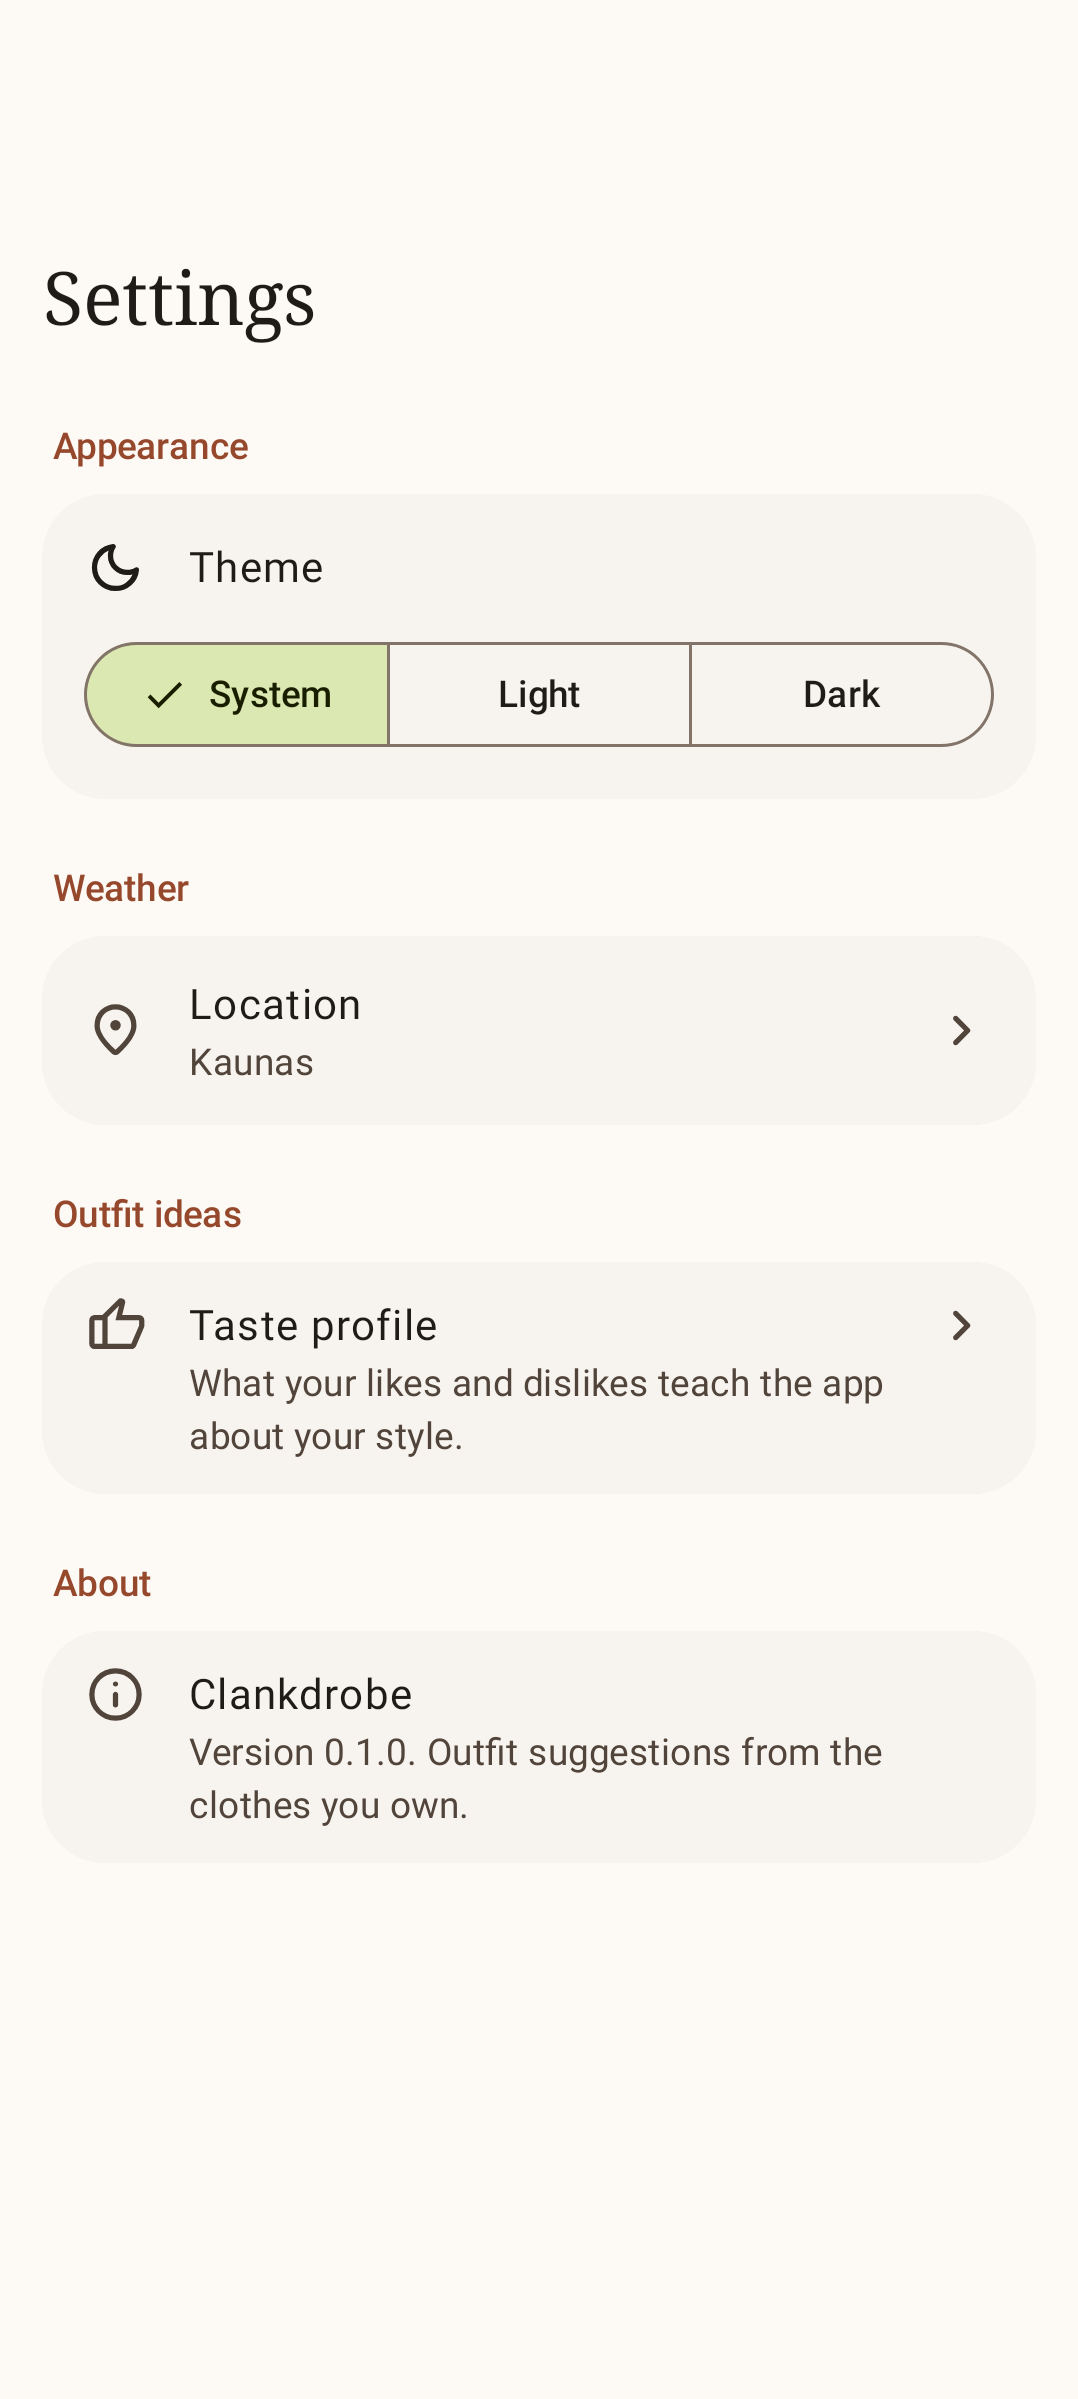 Settings
Appearance
Theme
System
Light
Dark
Weather
Location
Kaunas
Outfit ideas
Taste profile
What your likes and dislikes teach the app
about your style.
About
Clankdrobe
Version 0.1.0. Outfit suggestions from the
clothes you own.